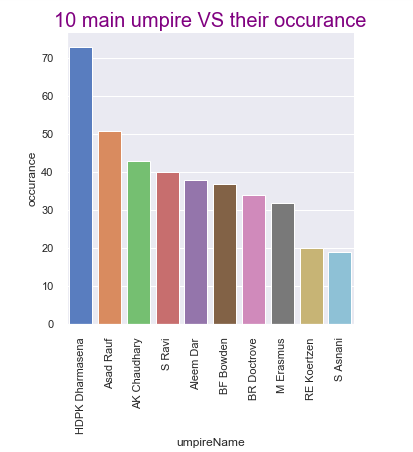 10 main umpire VS their occurance
70
60
50
40
30
20
10
0
occurance
HDPK Dharmasena
Asad Rauf
AK Chaudhary
S Ravi
Aleem Dar
BF Bowden
BR Doctrove
M Erasmus
RE Koertzen
S Asnani
umpireName